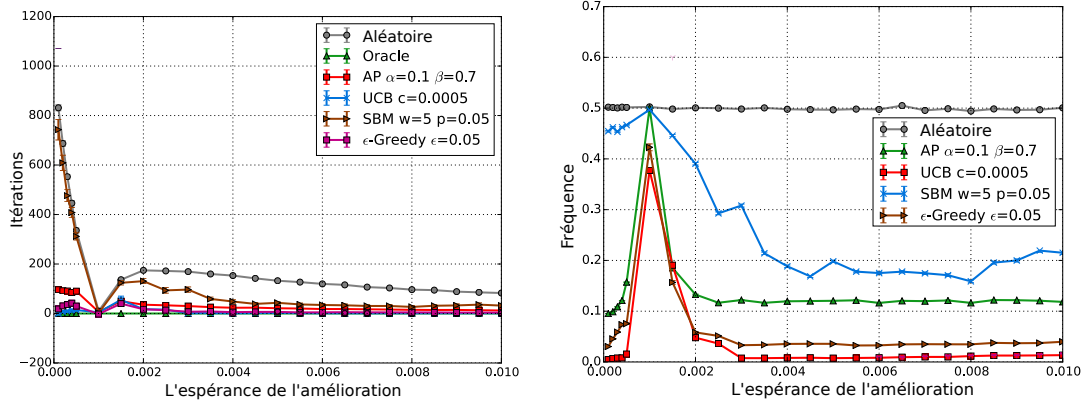 1200
1000
800
600
400
200
0
−200
0.000
0.002
0.004
0.006
0.008
0.010
Itérations
L'espérance de l'amélioration
Aléatoire
Oracle
AP α=0.1 β=0.7
UCB c=0.0005
SBM w=5 p=0.05
ϵ-Greedy ϵ=0.05
0.7
0.6
0.5
0.4
0.3
0.2
0.1
0.0
0.000
0.002
0.004
0.006
0.008
0.010
Fréquence
L'espérance de l'amélioration
Aléatoire
AP α=0.1 β=0.7
UCB c=0.0005
SBM w=5 p=0.05
ϵ-Greedy ϵ=0.05